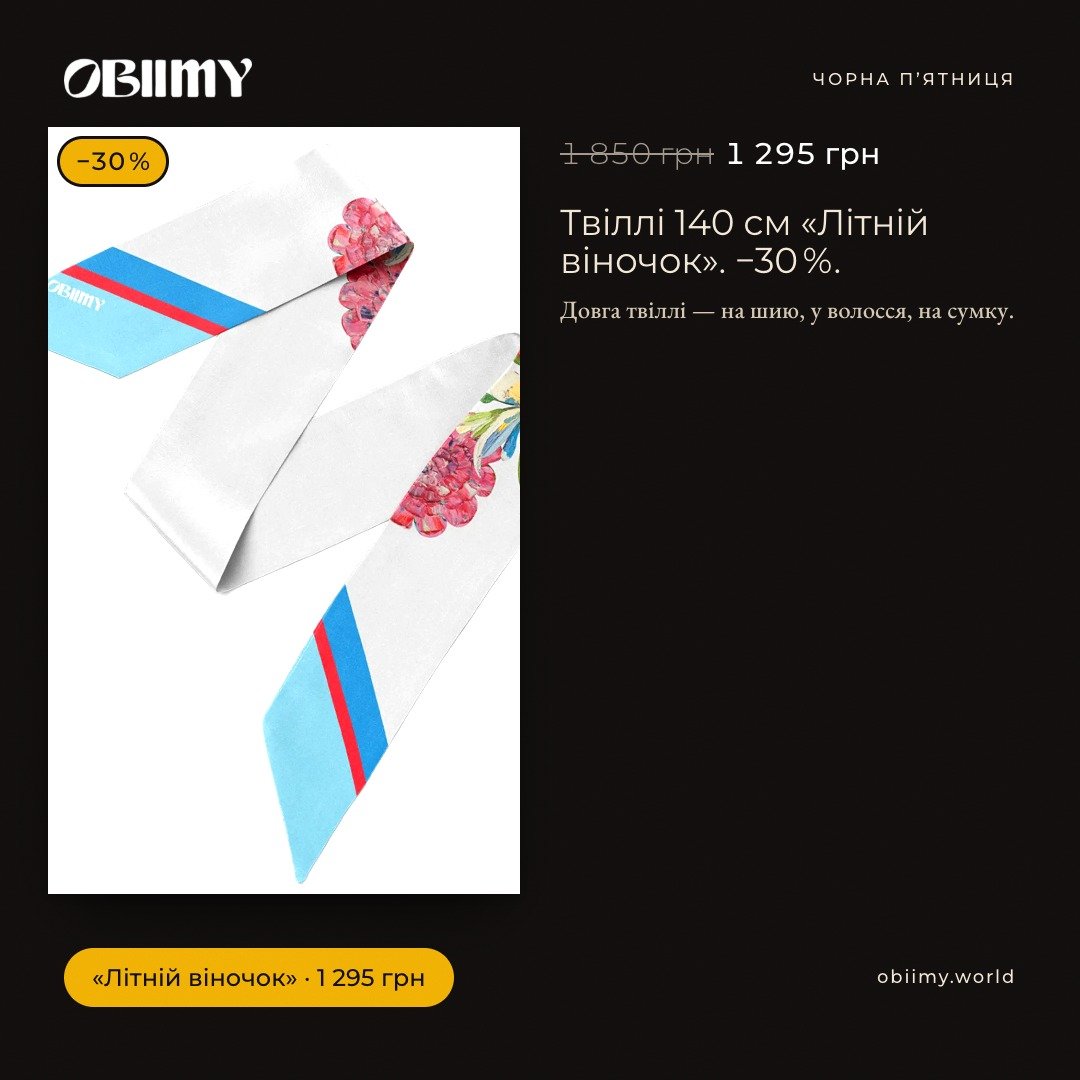 OBIIMY
ЧОРНА П’ЯТНИЦЯ
−30 %
1 850 грн 1 295 грн
Твіллі 140 см «Літній
віночок». −30 %.
Довга твіллі — на шию, у волосся, на сумку.
OBIIMY
«Літній віночок» · 1 295 грн
obiimy.world